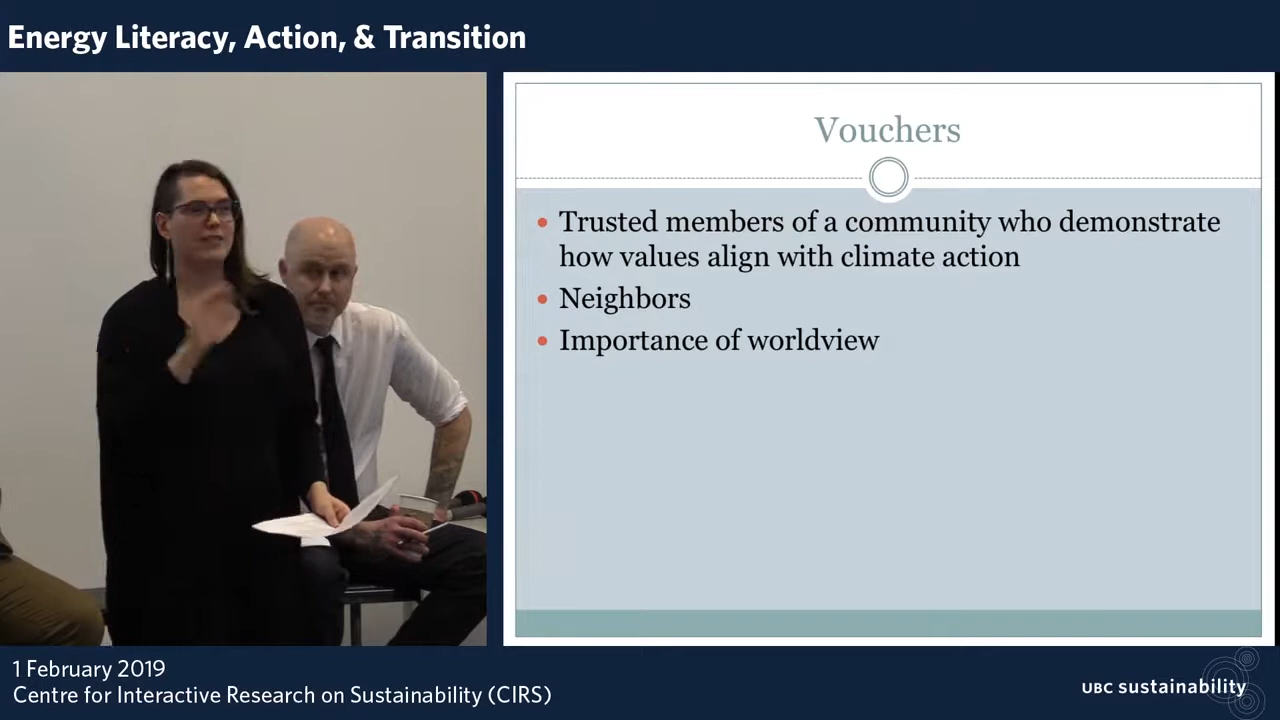 Energy Literacy, Action, & Transition
Vouchers
• Trusted members of a community who demonstrate
how values align with climate action
• Neighbors
• Importance of worldview
1 February 2019
Centre for Interactive Research on Sustainability (CIRS)
UBC sustainability